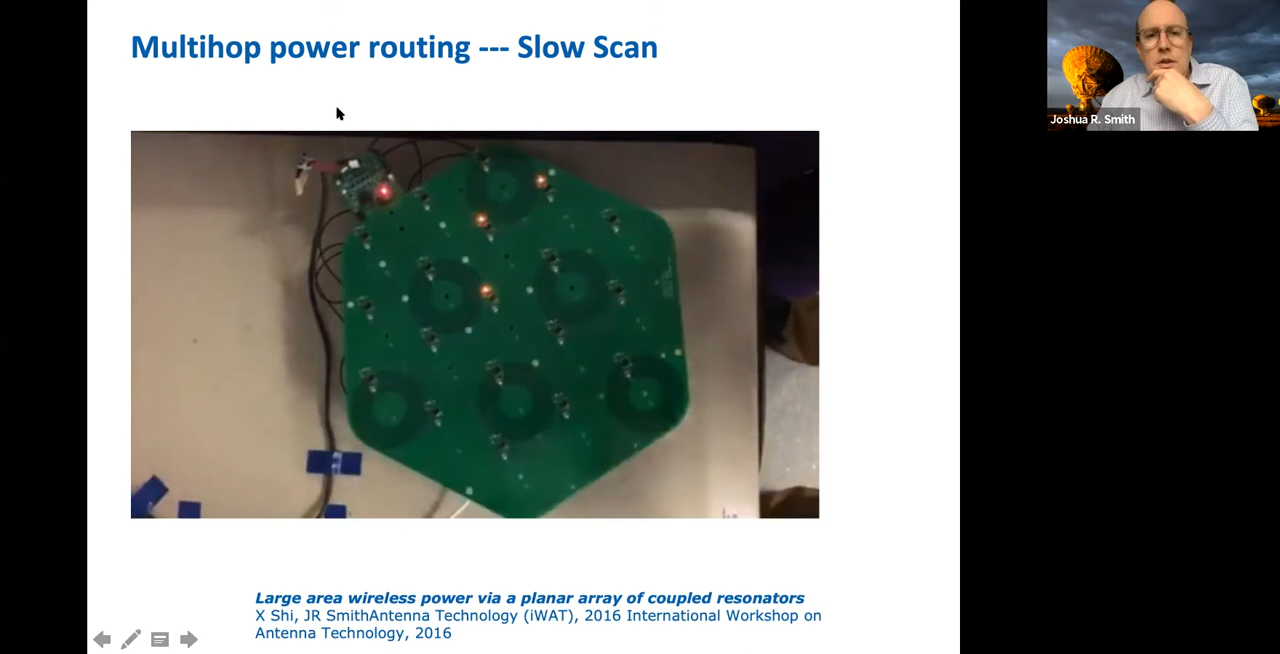 Multihop power routing --- Slow Scan
Joshua R. Smith
Large area wireless power via a planar array of coupled resonators
X Shi, JR SmithAntenna Technology (iWAT), 2016 International Workshop on
Antenna Technology, 2016